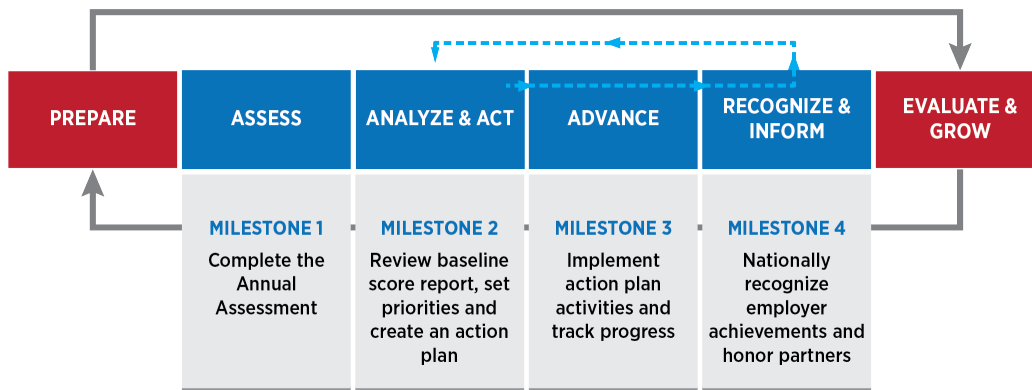 PREPARE
ASSESS
ANALYZE & ACT
ADVANCE
RECOGNIZE &
INFORM
EVALUATE &
GROW
MILESTONE 1
Complete the
Annual
Assessment
MILESTONE 2
Review baseline
score report, set
priorities and
create an action
plan
MILESTONE 3
Implement
action plan
activities and
track progress
MILESTONE 4
Nationally
recognize
employer
achievements and
honor partners